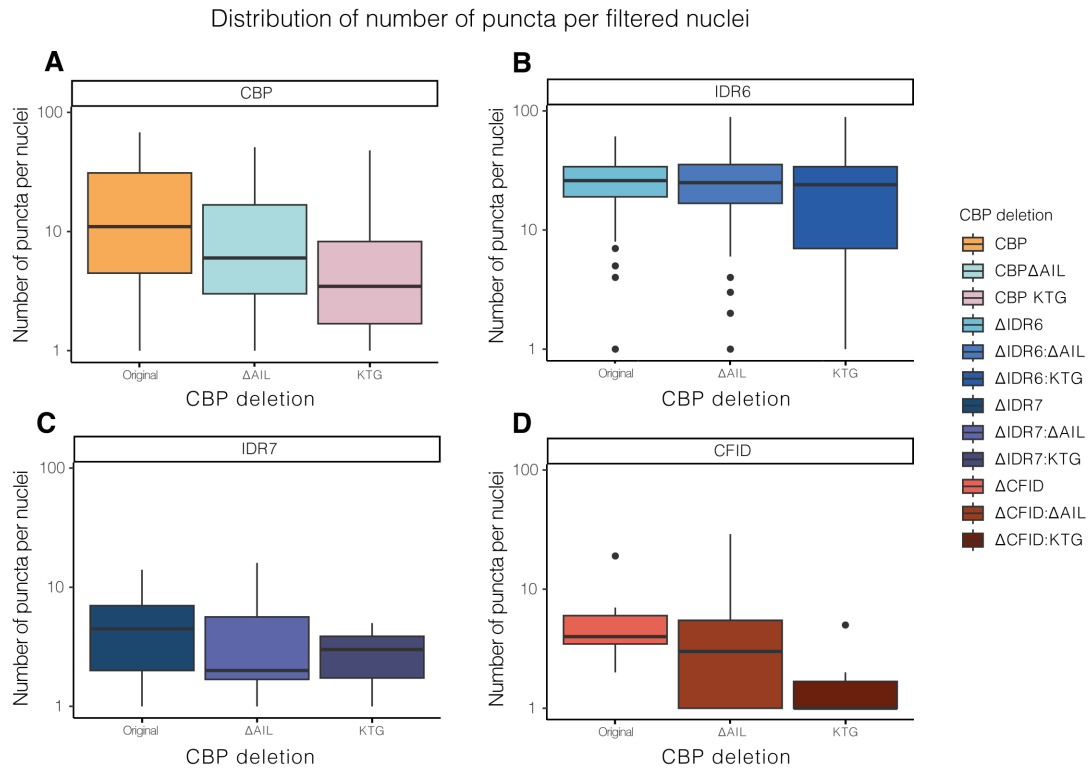 Distribution of number of puncta per filtered nuclei
A
CBP
Number of puncta per nuclei
100
10
1
Original
ΔAIL
KTG
CBP deletion
B
IDR6
Number of puncta per nuclei
100
10
1
Original
ΔAIL
KTG
CBP deletion
C
IDR7
Number of puncta per nuclei
100
10
1
Original
ΔAIL
KTG
CBP deletion
D
CFID
Number of puncta per nuclei
100
10
1
Original
ΔAIL
KTG
CBP deletion
CBP deletion
CBP
CBPΔAIL
CBP KTG
ΔIDR6
ΔIDR6:ΔAIL
ΔIDR6:KTG
ΔIDR7
ΔIDR7:ΔAIL
ΔIDR7:KTG
ΔCFID
ΔCFID:ΔAIL
ΔCFID:KTG